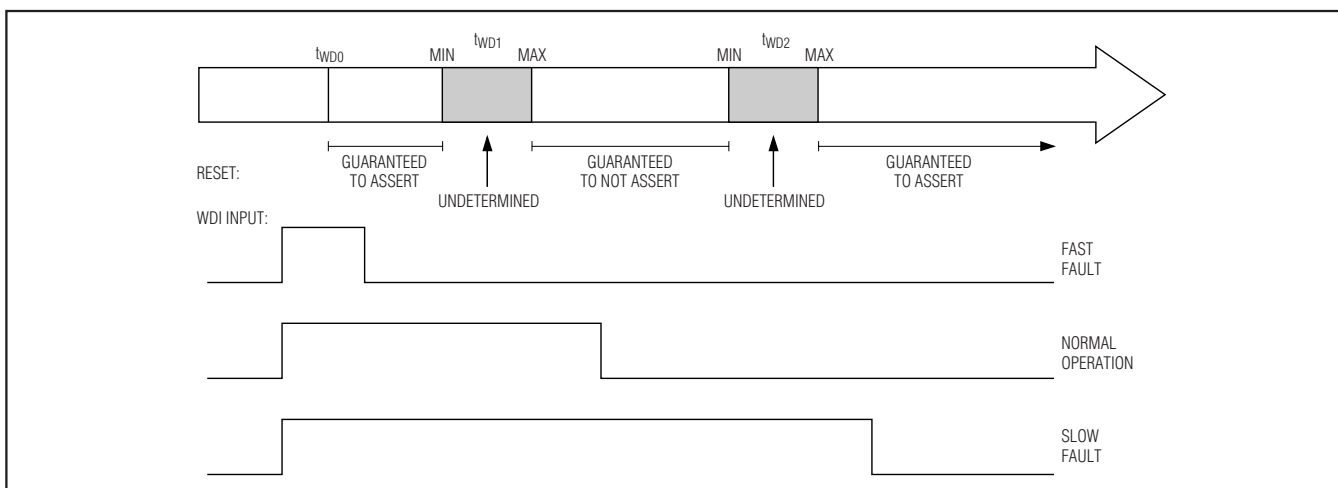 tWD0
MIN
tWD1
MAX
MIN
tWD2
MAX
RESET:
GUARANTEED
TO ASSERT
UNDETERMINED
GUARANTEED
TO NOT ASSERT
UNDETERMINED
GUARANTEED
TO ASSERT
WDI INPUT:
FAST
FAULT
NORMAL
OPERATION
SLOW
FAULT